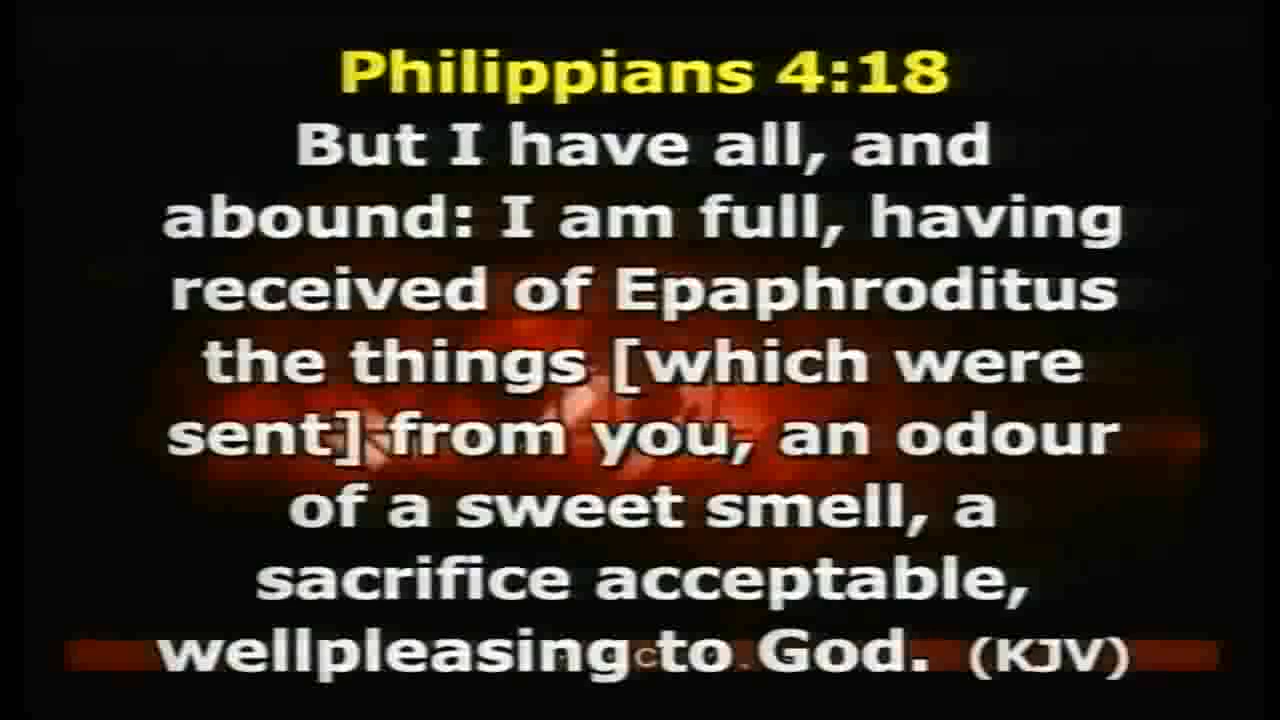 Philippians 4:18
But I have all, and
abound: I am full, having
received of Epaphroditus
the things [which were
sent] from you, an odour
of a sweet smell, a
sacrifice acceptable,
wellpleasing to God. (KJV)